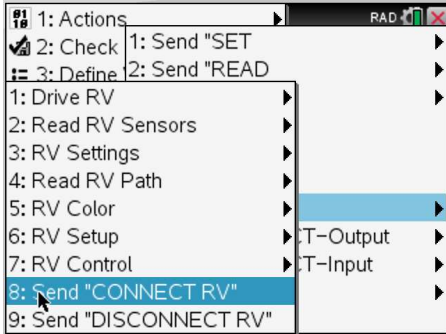 1: Actions
RAD
2: Check
1: Send "SET
3: Define
2: Send "READ
1: Drive RV
2: Read RV Sensors
3: RV Settings
4: Read RV Path
5: RV Color
6: RV Setup
CT-Output
7: RV Control
CT-Input
8: Send "CONNECT RV"
9: Send "DISCONNECT RV"